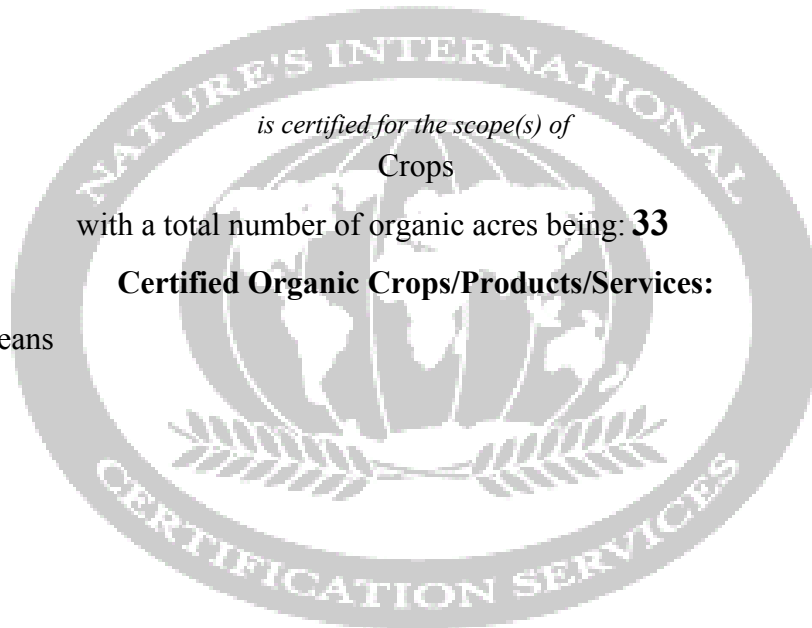 NATURE'S INTERNATIONAL
is certified for the scope(s) of
Crops
with a total number of organic acres being: 33
Certified Organic Crops/Products/Services:
eans
CERTIFICATION SERVICES